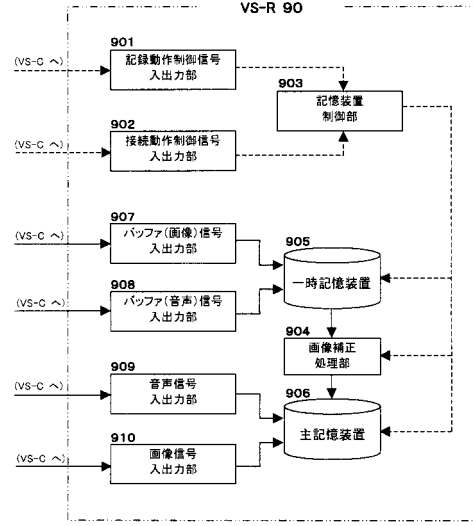 VS-R 90
(VS-C へ)
901
記録動作制御信号
入出力部
903
記憶装置
制御部
(VS-C へ)
902
接続動作制御信号
入出力部
(VS-C へ)
907
バッファ(画像)信号
入出力部
905
一時記憶装置
(VS-C へ)
908
バッファ(音声)信号
入出力部
904
画像補正
処理部
(VS-C へ)
909
音声信号
入出力部
906
主記憶装置
(VS-C へ)
910
画像信号
入出力部